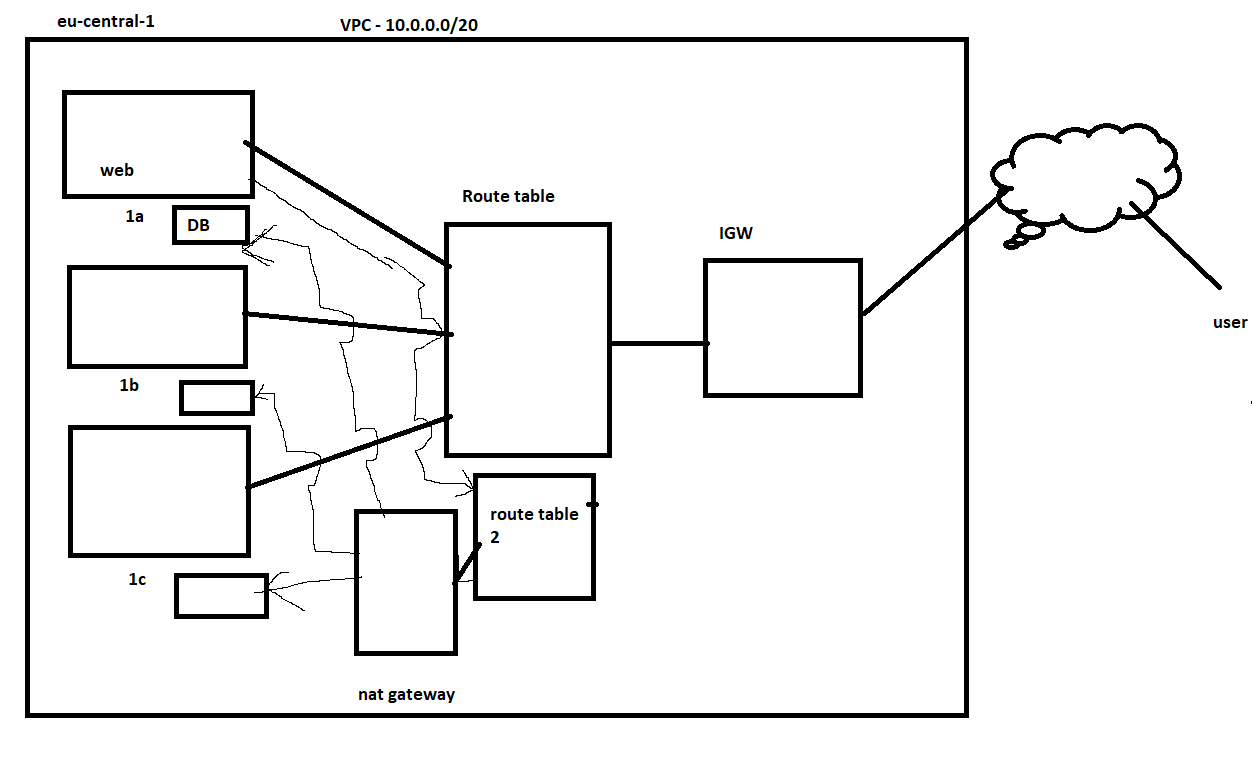 eu-central-1
VPC - 10.0.0.0/20
web
1a
DB
1b
1c
Route table
IGW
route table
2
nat gateway
user